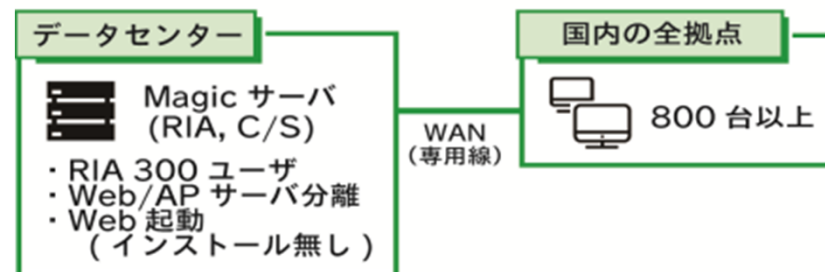 データセンター
Magic サーバ
(RIA, C/S)
・RIA 300 ユーザ
・Web/AP サーバ分離
・Web 起動
(インストール無し)
WAN
(専用線)
国内の全拠点
800 台以上